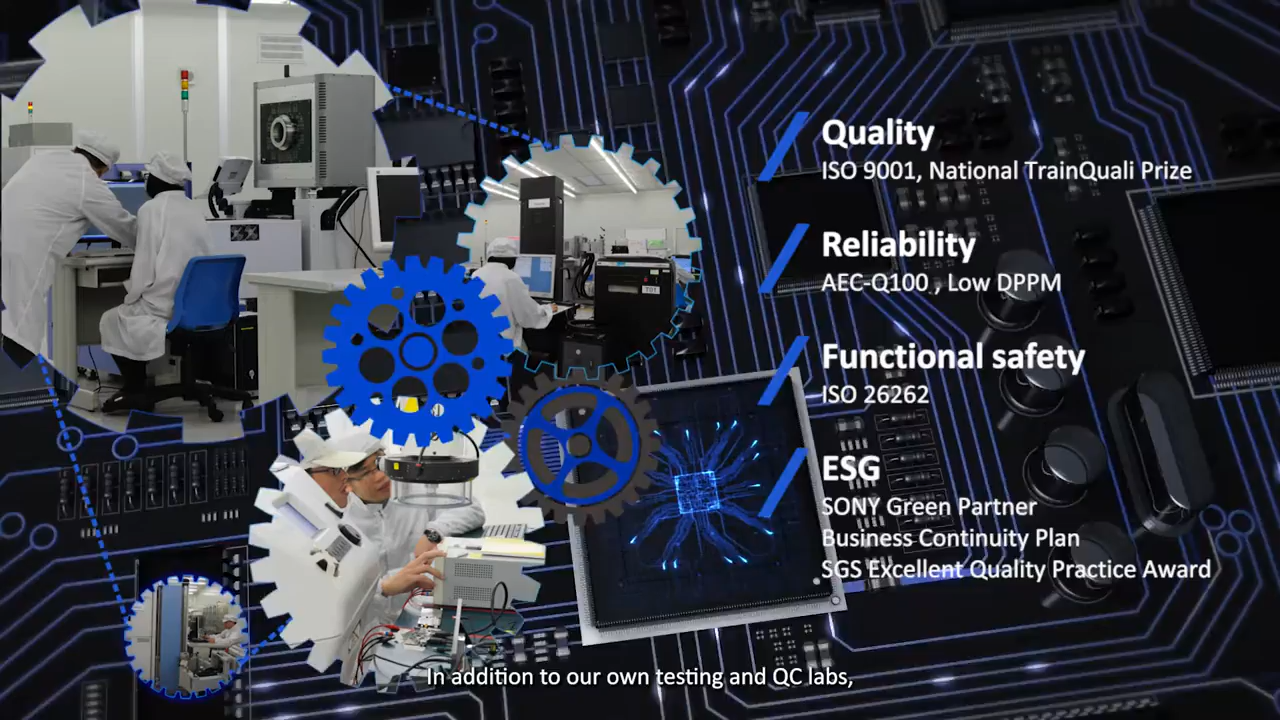 Quality
ISO 9001, National TrainQuali Prize
Reliability
AEC-Q100 , Low DPPM
Functional safety
ISO 26262
ESG
SONY Green Partner
Business Continuity Plan
SGS Excellent Quality Practice Award
In addition to our own testing and QC labs,